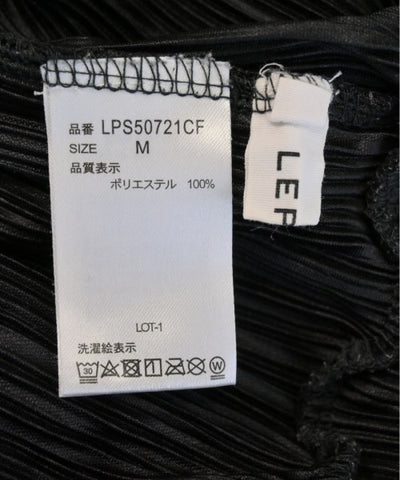 品番 LPS50721CF
SIZE M
品質表示
ポリエステル 100%
LOT-1
洗濯絵表示
30
W
LEP